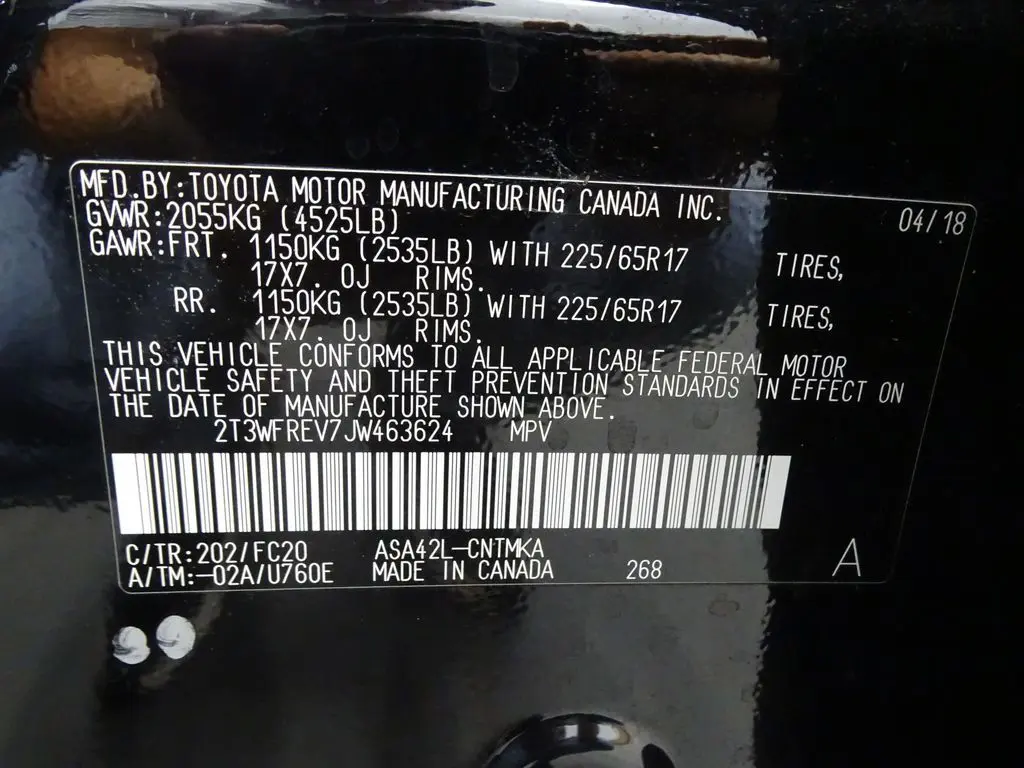 MFD.BY:TOYOTA MOTOR MANUFACTURING CANADA INC.
GVWR:2055KG (4525LB) 04/18
GAWR:FRT. 1150KG (2535LB) WITH 225/65R17 TIRES,
17X7. 0J RIMS.
RR. 1150KG (2535LB) WITH 225/65R17 TIRES,
17X7. 0J RIMS.
THIS VEHICLE CONFORMS TO ALL APPLICABLE FEDERAL MOTOR
VEHICLE SAFETY AND THEFT PREVENTION STANDARDS IN EFFECT ON
THE DATE OF MANUFACTURE SHOWN ABOVE.
2T3WFREV7JW463624 MPV
C/TR:202/FC20 ASA42L-CNTMKA
A/TM:-02A/U760E MADE IN CANADA 268 A